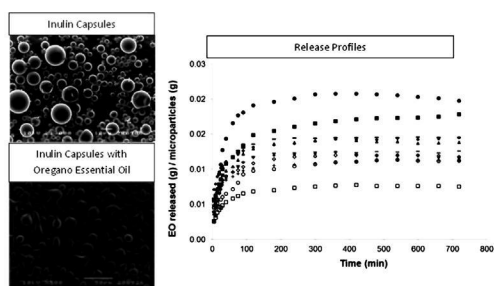 Inulin Capsules
Inulin Capsules with
Oregano Essential Oil
Release Profiles
EO released (g) / microparticles (g)
0.03
0.02
0.02
0.01
0.01
0.00
0
100
200
300
400
500
600
700
800
Time (min)